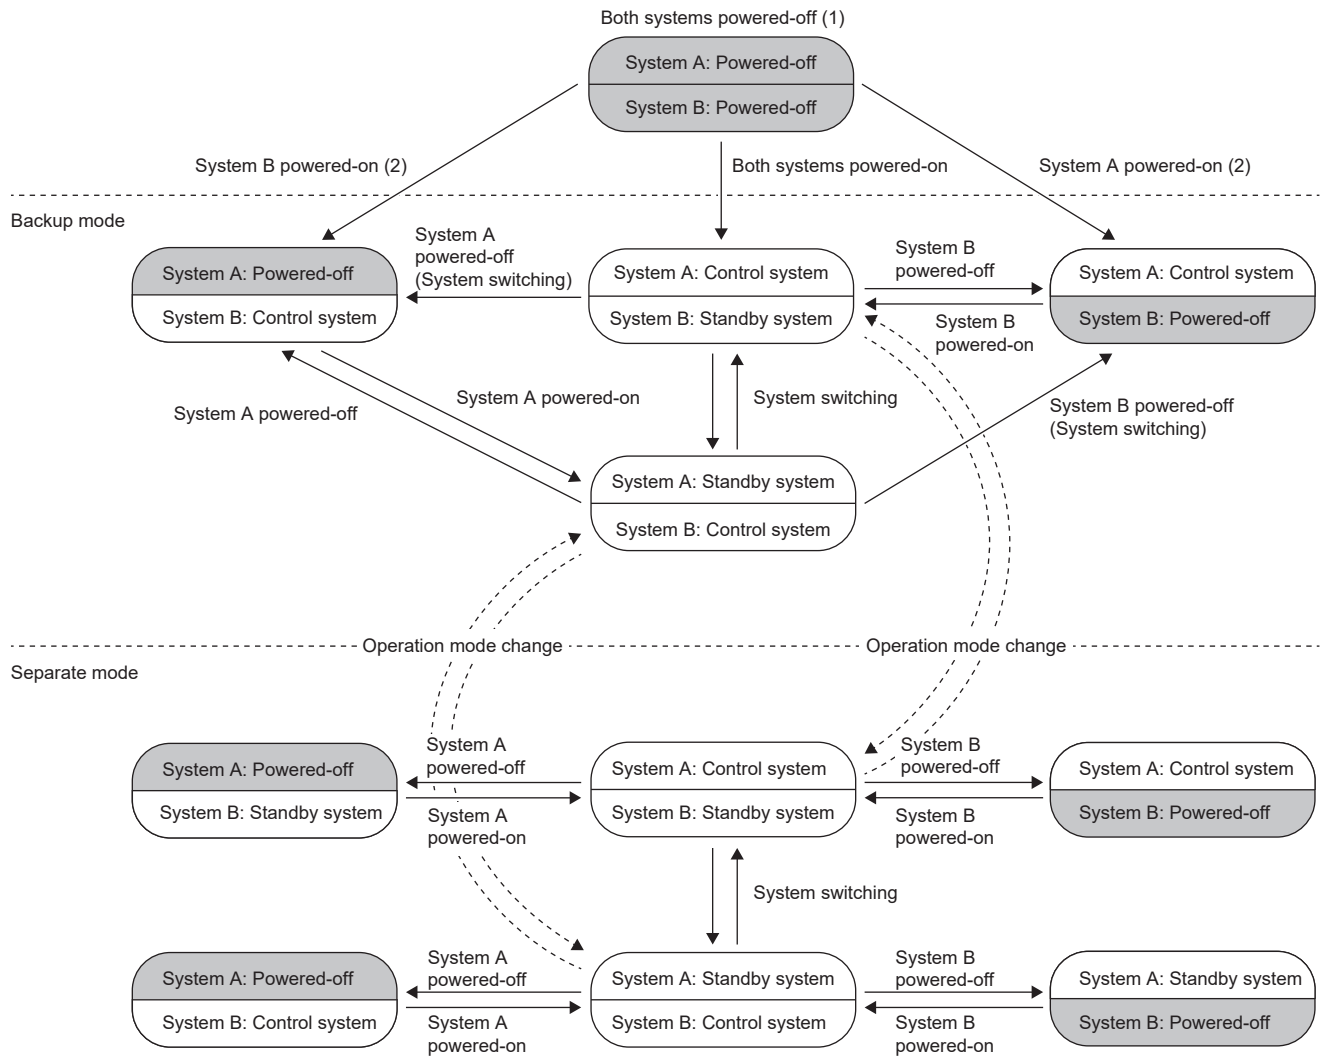 Both systems powered-off (1)
System A: Powered-off
System B: Powered-off
System B powered-on (2)
Both systems powered-on
System A powered-on (2)
Backup mode
System A: Powered-off
System B: Control system
System A
powered-off
(System switching)
System A: Control system
System B: Standby system
System B
powered-off
System B
powered-on
System A: Control system
System B: Powered-off
System A powered-off
System A powered-on
System switching
System B powered-off
(System switching)
System A: Standby system
System B: Control system
Operation mode change
Operation mode change
Separate mode
System A: Powered-off
System B: Standby system
System A
powered-off
System A
powered-on
System A: Control system
System B: Standby system
System B
powered-off
System B
powered-on
System A: Control system
System B: Powered-off
System switching
System A: Powered-off
System B: Control system
System A
powered-off
System A
powered-on
System A: Standby system
System B: Control system
System B
powered-off
System B
powered-on
System A: Standby system
System B: Powered-off